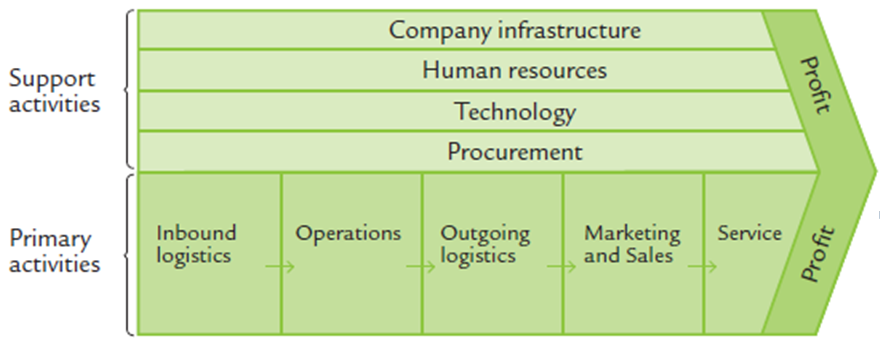 Support
activities
Company infrastructure
Human resources
Technology
Procurement
Profit
Primary
activities
Inbound
logistics
Operations
Outgoing
logistics
Marketing
and Sales
Service
Profit